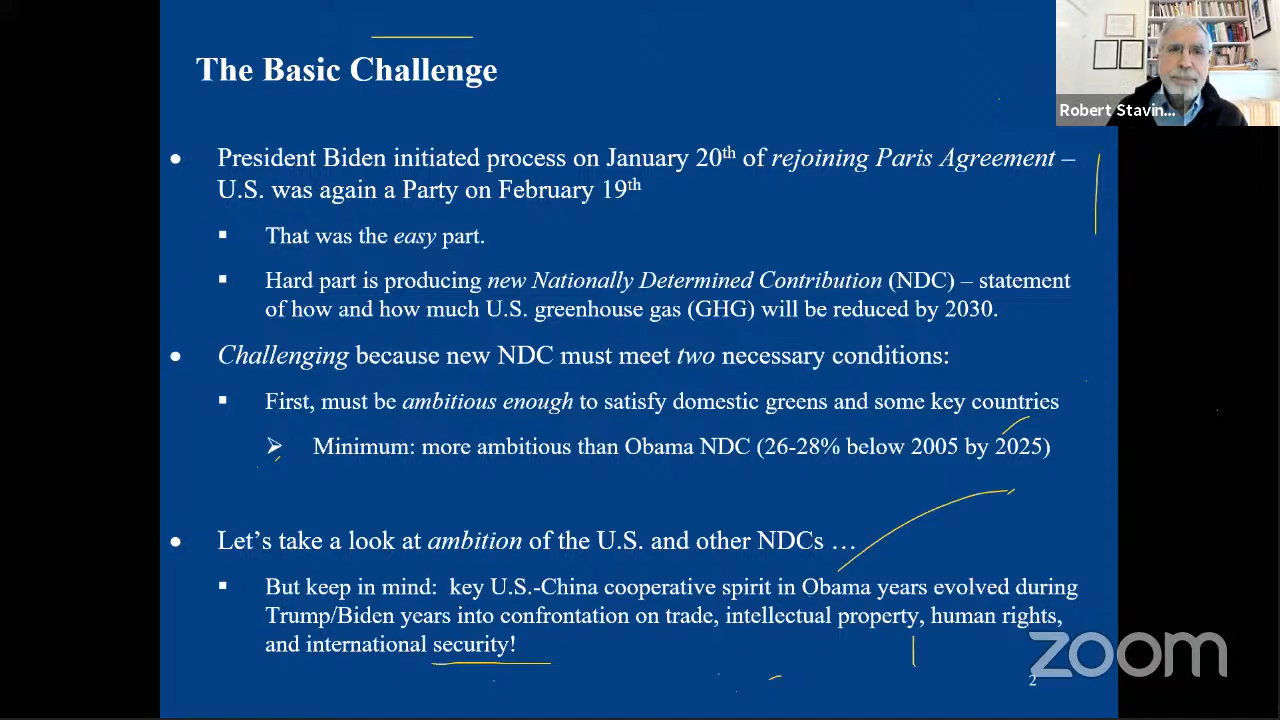 The Basic Challenge
Robert Stavin...
• President Biden initiated process on January 20th of rejoining Paris Agreement –
U.S. was again a Party on February 19th
▪ That was the easy part.
▪ Hard part is producing new Nationally Determined Contribution (NDC) – statement
of how and how much U.S. greenhouse gas (GHG) will be reduced by 2030.
• Challenging because new NDC must meet two necessary conditions:
▪ First, must be ambitious enough to satisfy domestic greens and some key countries
➢ Minimum: more ambitious than Obama NDC (26-28% below 2005 by 2025)
• Let’s take a look at ambition of the U.S. and other NDCs …
▪ But keep in mind: key U.S.-China cooperative spirit in Obama years evolved during
Trump/Biden years into confrontation on trade, intellectual property, human rights,
and international security!
zoom
2